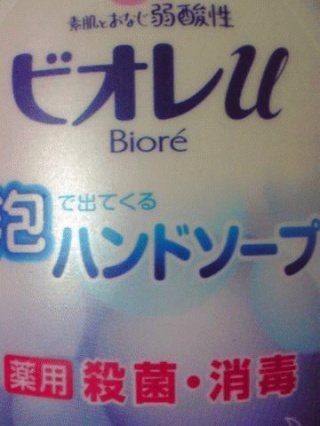 素肌とおなじ弱酸性
ビオレu
Bioré
泡で出てくる
ハンドソープ
薬用 殺菌・消毒